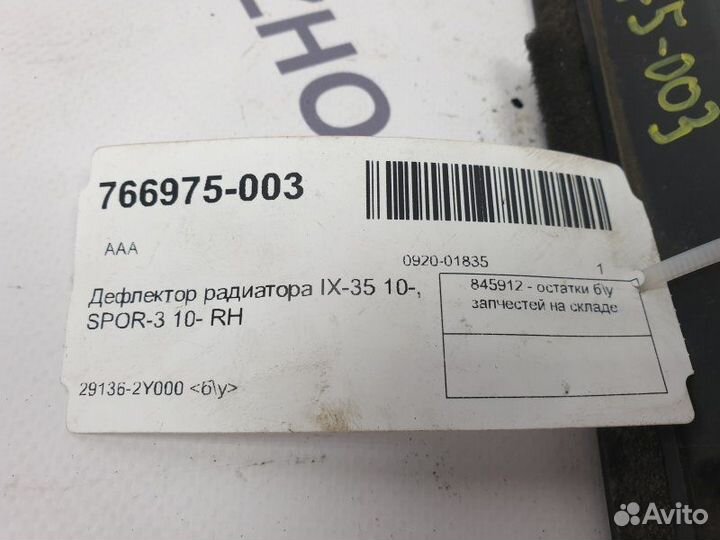 ЕНО
5-003
766975-003
AAA
0920-01835
1
Дефлектор радиатора IX-35 10-,
SPOR-3 10- RH
845912 - остатки б\у
запчестей на складе
29136-2Y000 <б\у>
Avito